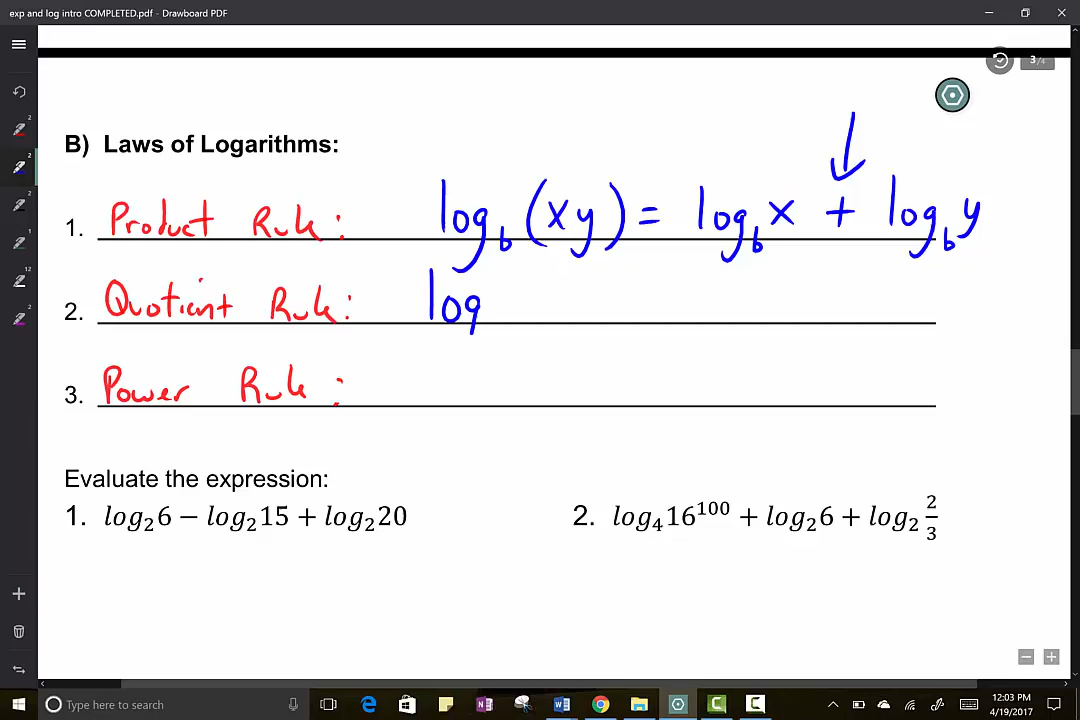 exp and log intro COMPLETED.pdf - Drawboard PDF
3/4
B) Laws of Logarithms:
1. Product Rule: log_b (xy) = log_b x + log_b y
2. Quotient Rule: log
3. Power Rule:
Evaluate the expression:
1. log₂6 − log₂15 + log₂20 2. log₄16¹⁰⁰ + log₂6 + log₂ 2/3
Type here to search
12:03 PM
4/19/2017